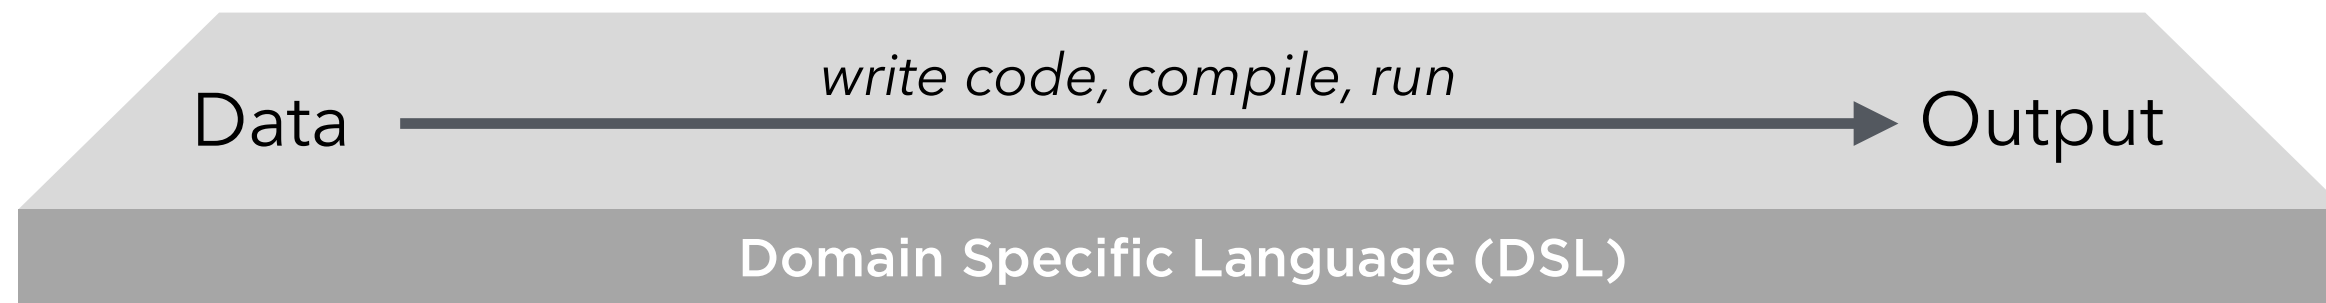 write code, compile, run
Data
Output
Domain Specific Language (DSL)